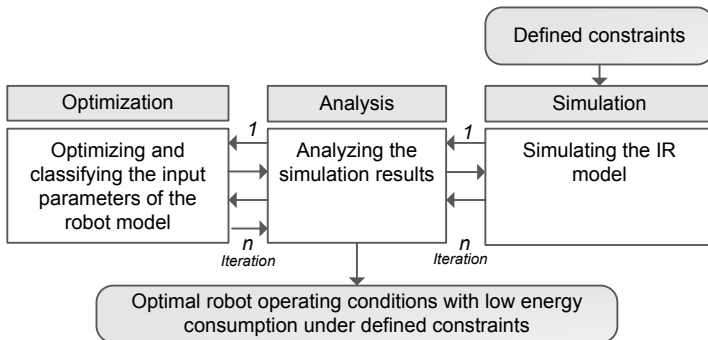 Defined constraints
Optimization
Analysis
Simulation
Optimizing and
classifying the input
parameters of the
robot model
1
Analyzing the
simulation results
1
Simulating the IR
model
n
Iteration
n
Iteration
Optimal robot operating conditions with low energy
consumption under defined constraints